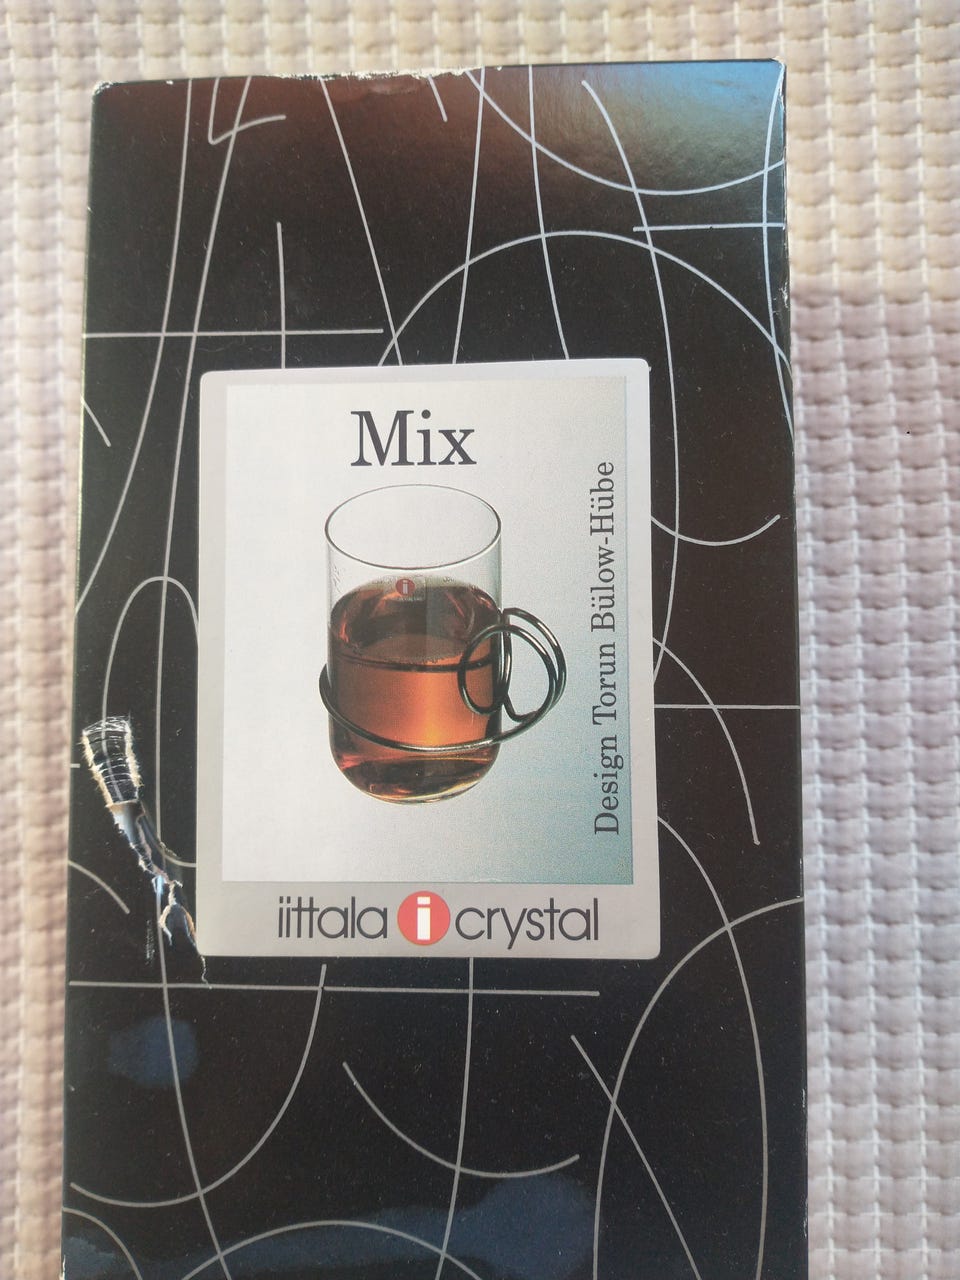 Mix
Design Torun Bülow-Hübe
i
iittala i crystal